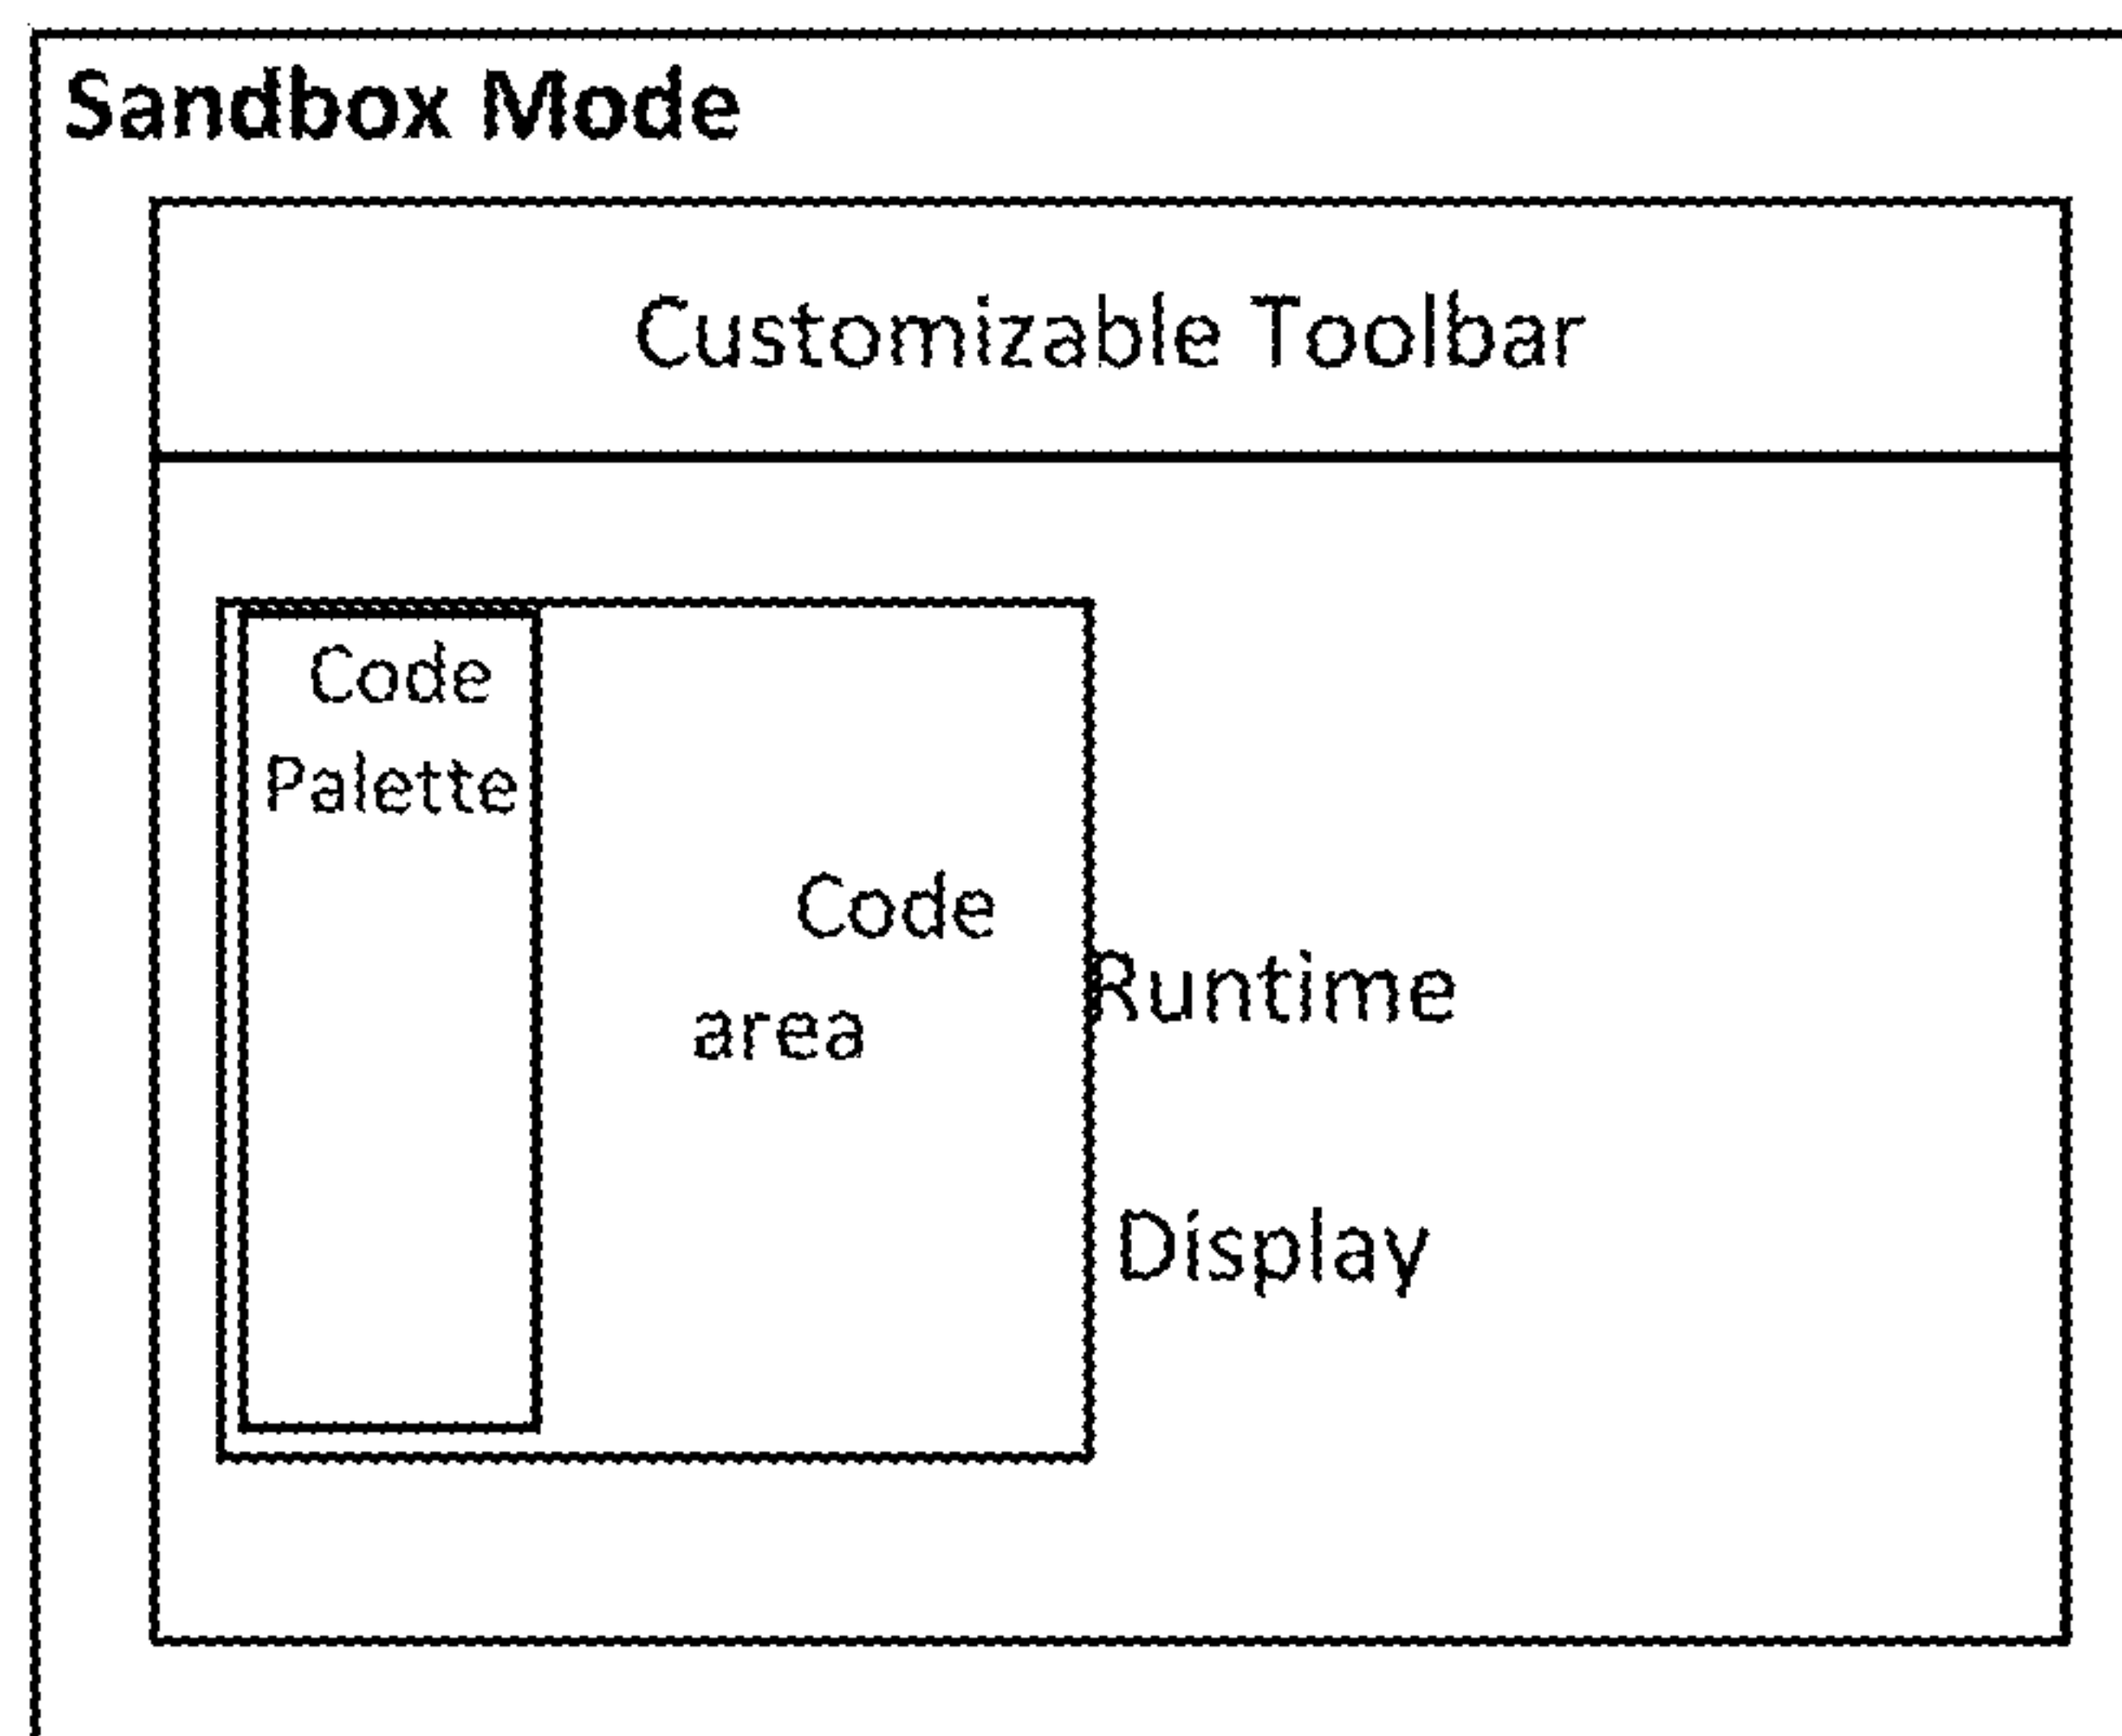 Sandbox Mode
Customizable Toolbar
Code
Palette
Code
area
Runtime
Display